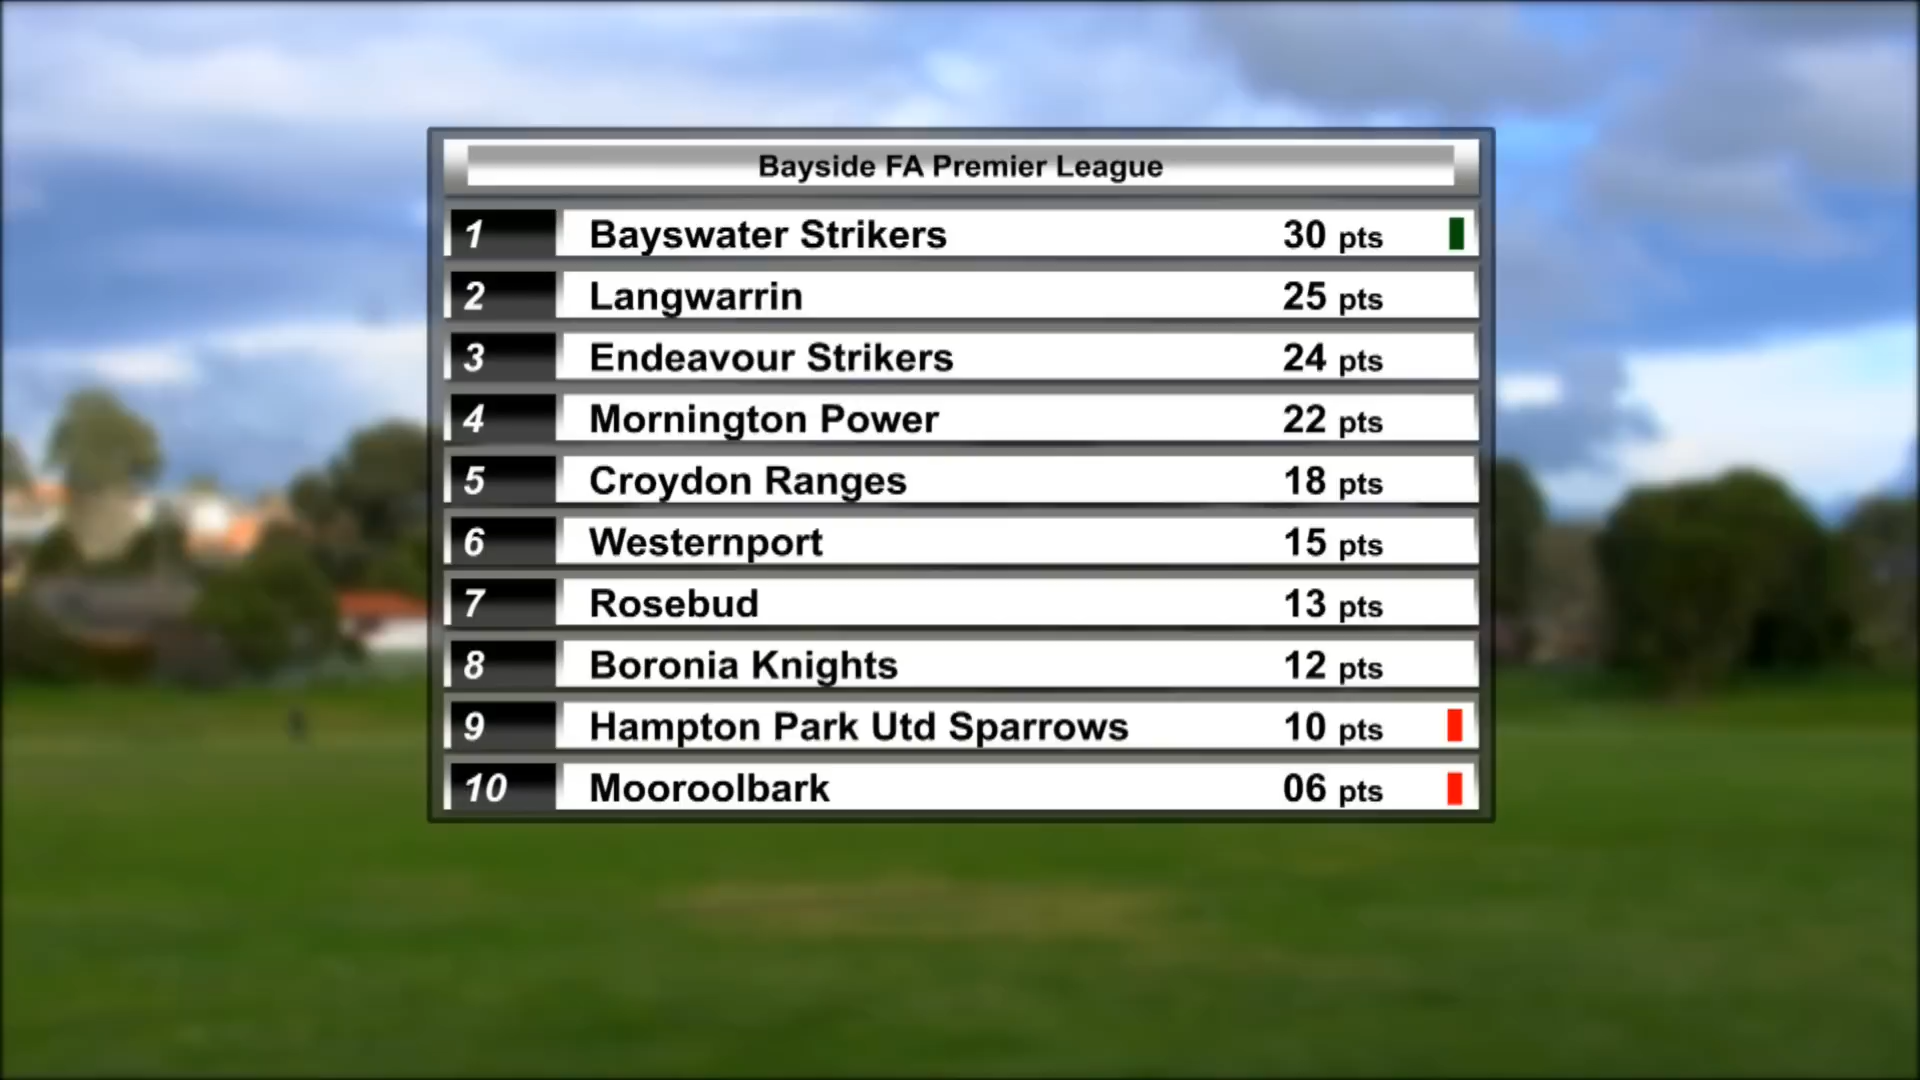 Bayside FA Premier League
1 Bayswater Strikers 30 pts
2 Langwarrin 25 pts
3 Endeavour Strikers 24 pts
4 Mornington Power 22 pts
5 Croydon Ranges 18 pts
6 Westernport 15 pts
7 Rosebud 13 pts
8 Boronia Knights 12 pts
9 Hampton Park Utd Sparrows 10 pts
10 Mooroolbark 06 pts